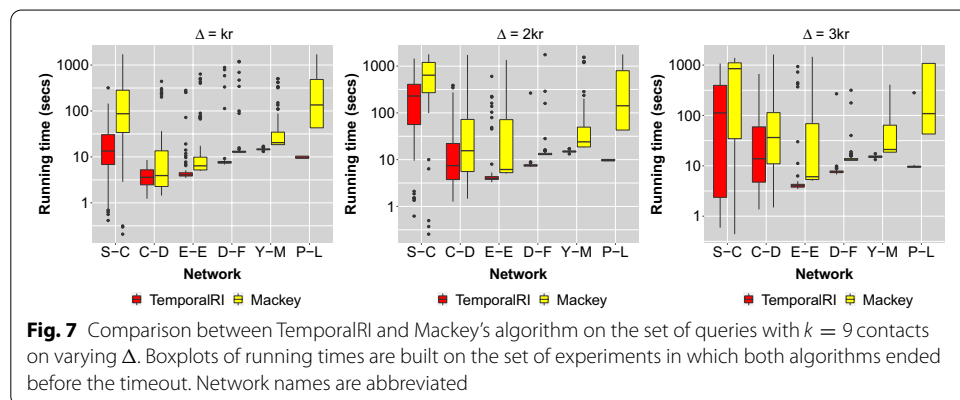 Δ = kr
Δ = 2kr
Δ = 3kr
Running time (secs)
1000
100
10
1
S−C C−D E−E D−F Y−M P−L
Network
TemporalRI Mackey
Running time (secs)
1000
100
10
1
S−C C−D E−E D−F Y−M P−L
Network
TemporalRI Mackey
Running time (secs)
1000
100
10
1
S−C C−D E−E D−F Y−M P−L
Network
TemporalRI Mackey
Fig. 7 Comparison between TemporalRI and Mackey's algorithm on the set of queries with k = 9 contacts
on varying Δ. Boxplots of running times are built on the set of experiments in which both algorithms ended
before the timeout. Network names are abbreviated